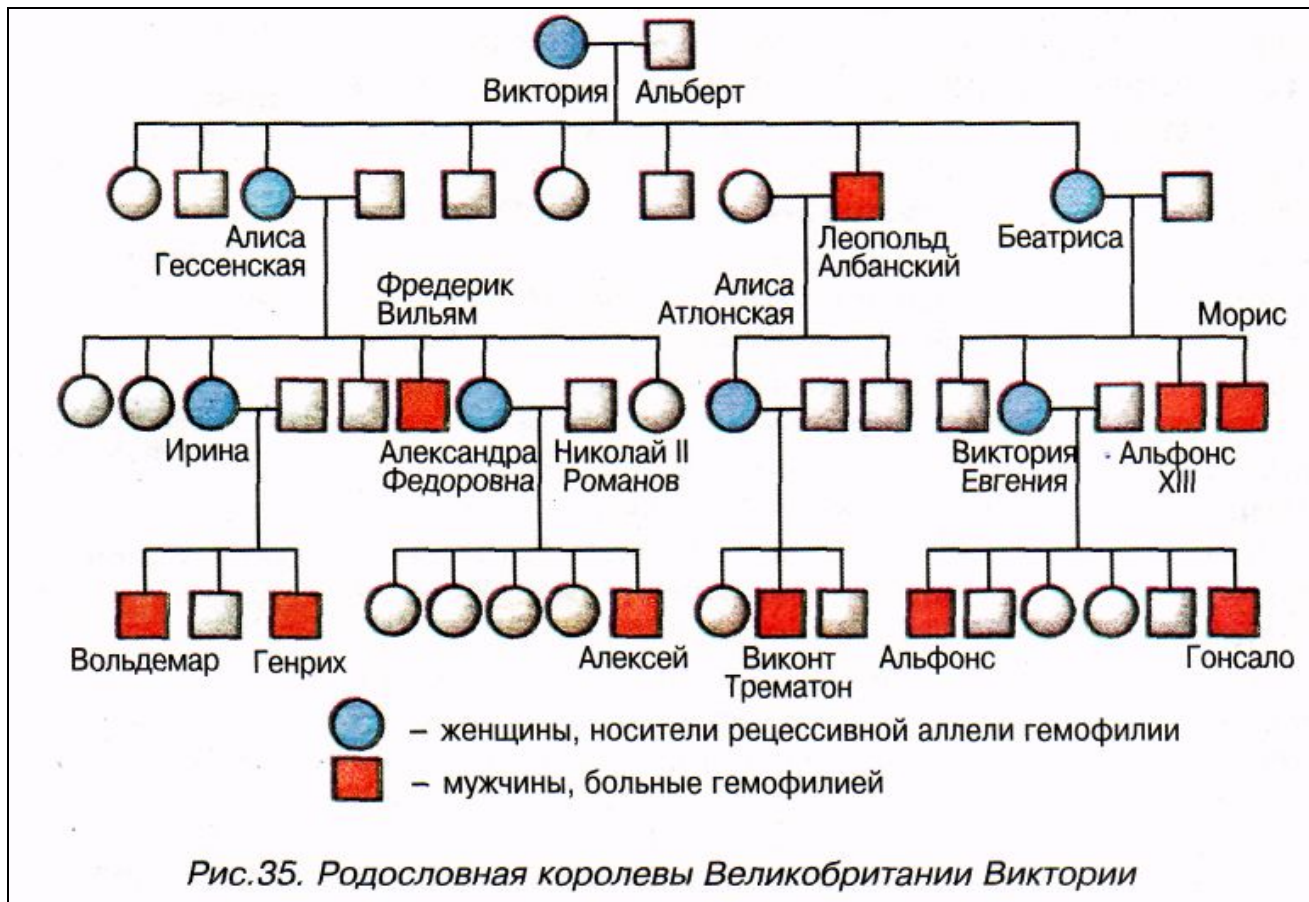 Виктория Альберт
Алиса
Гессенская
Леопольд
Албанский
Беатриса
Фредерик
Вильям
Алиса
Атлонская
Морис
Ирина
Александра
Федоровна
Николай II
Романов
Виктория
Евгения
Альфонс
XIII
Вольдемар
Генрих
Алексей
Виконт
Трематон
Альфонс
Гонсало
– женщины, носители рецессивной аллели гемофилии
– мужчины, больные гемофилией
Рис.35. Родословная королевы Великобритании Виктории